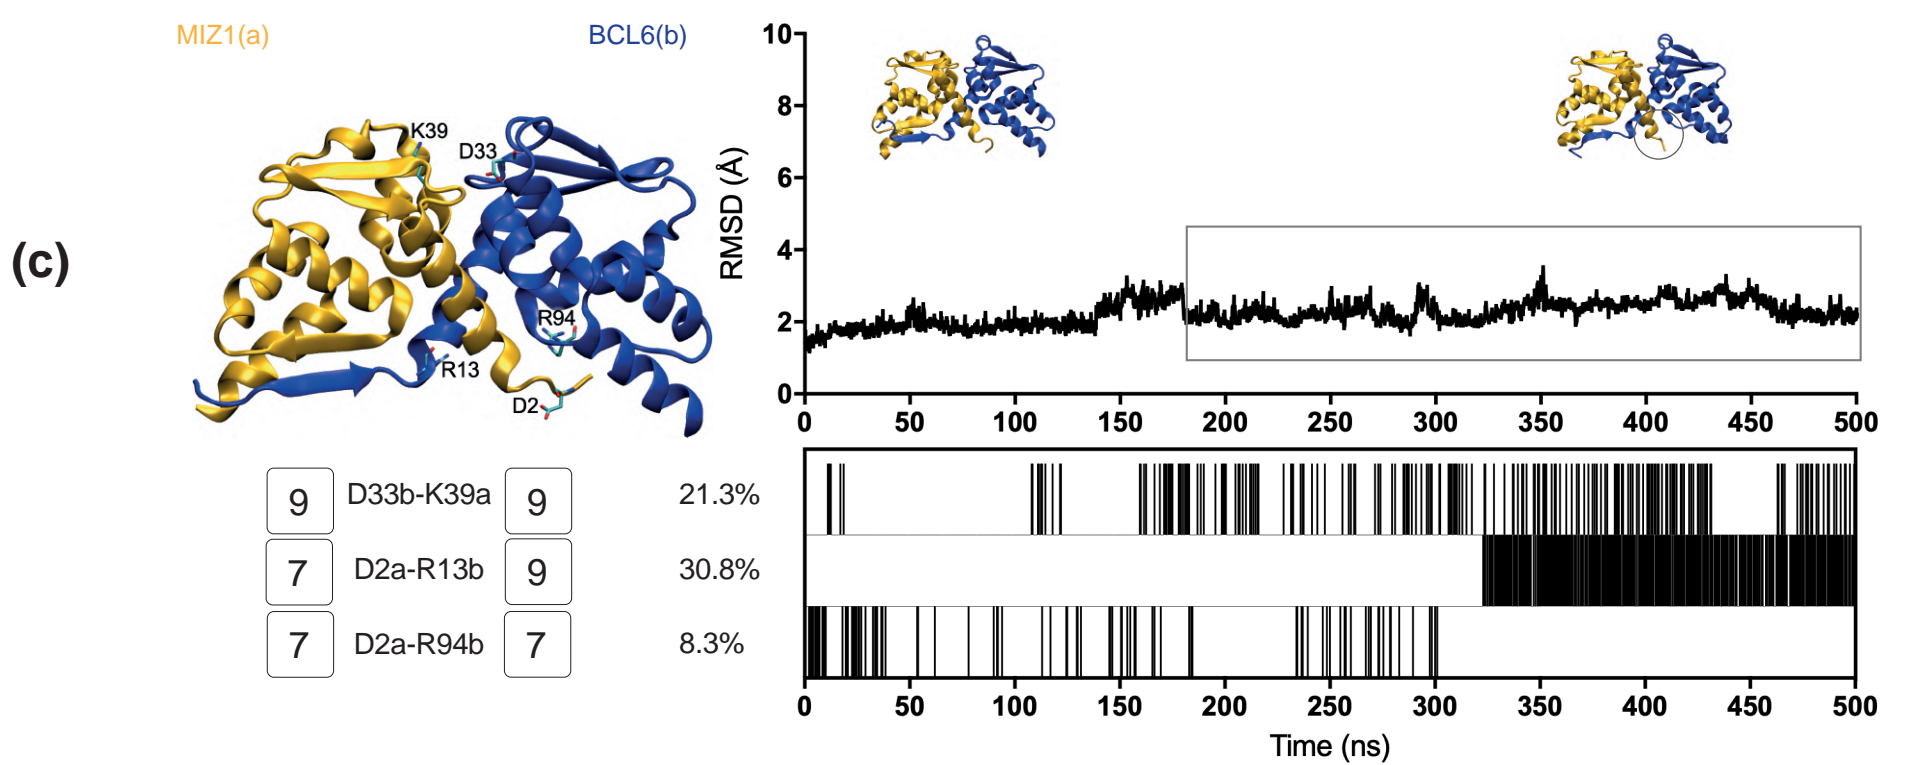 MIZ1(a)
BCL6(b)
(c)
K39
D33
R94
R13
D2
RMSD (Å)
10
8
6
4
2
0
0 50 100 150 200 250 300 350 400 450 500
9 D33b-K39a 9 21.3%
7 D2a-R13b 9 30.8%
7 D2a-R94b 7 8.3%
0 50 100 150 200 250 300 350 400 450 500
Time (ns)